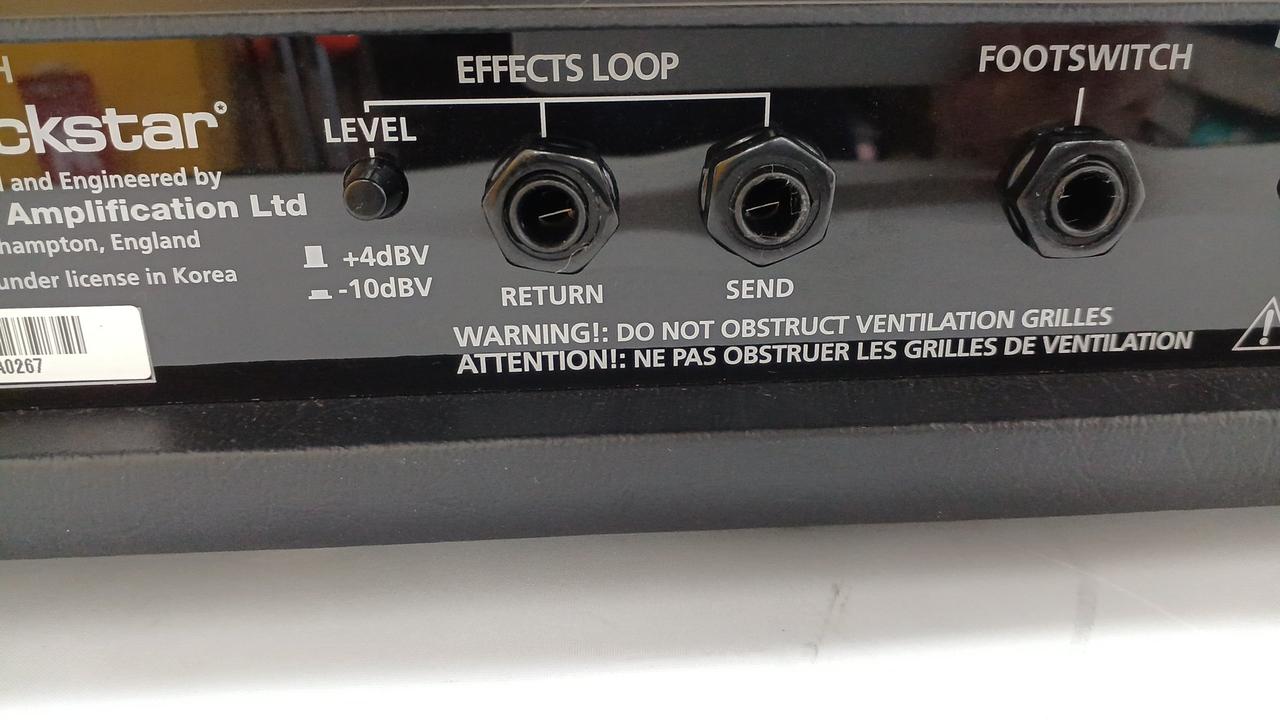 H
EFFECTS LOOP
FOOTSWITCH
ckstar
LEVEL
and Engineered by
Amplification Ltd
hampton, England
under license in Korea
+4dBV
-10dBV
RETURN
SEND
WARNING!: DO NOT OBSTRUCT VENTILATION GRILLES
ATTENTION!: NE PAS OBSTRUER LES GRILLES DE VENTILATION
A0267